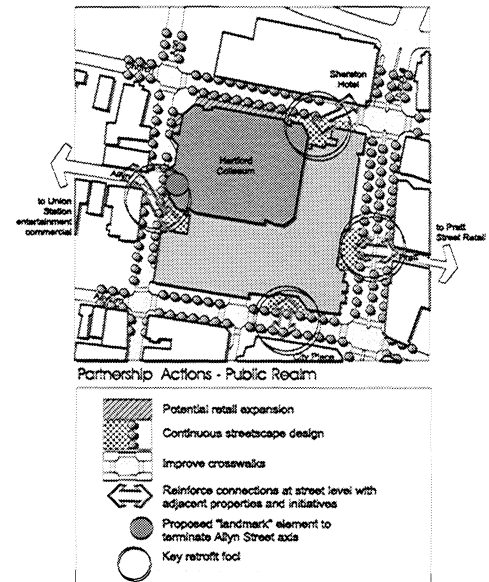 Sheraton
Hotel
Hartford
Coliseum
to Union
Station
entertainment
commercial
to Pratt
Street Retail
City Place
Partnership Actions - Public Realm
Potential retail expansion
Continuous streetscape design
Improve crosswalks
Reinforce connections at street level with
adjacent properties and initiatives
Proposed "landmark" element to
terminate Allyn Street axis
Key retrofit foci